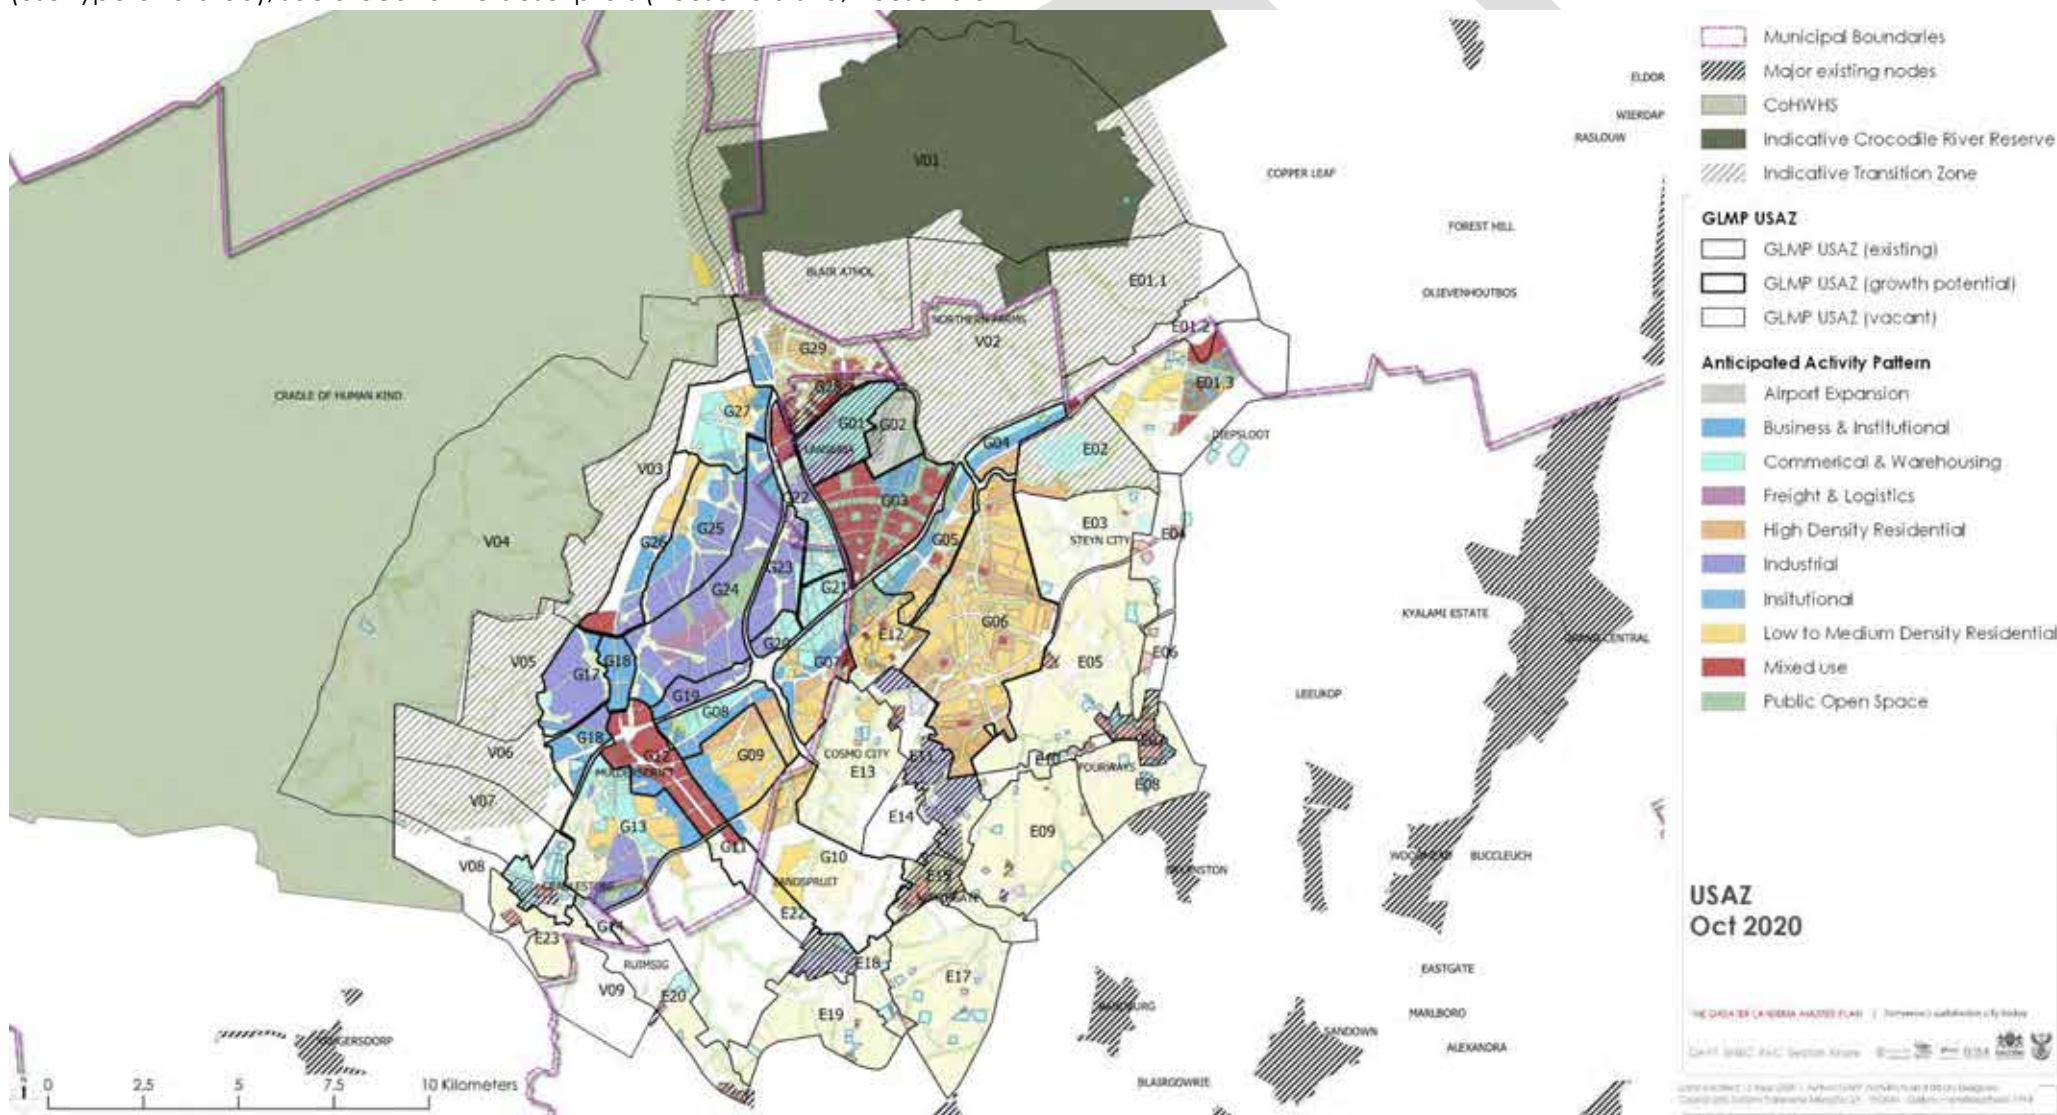 Municipal Boundaries
Major existing nodes
CoHWHS
Indicative Crocodile River Reserve
Indicative Transition Zone
GLMP USAZ
GLMP USAZ (existing)
GLMP USAZ (growth potential)
GLMP USAZ (vacant)
Anticipated Activity Pattern
Airport Expansion
Business & Institutional
Commerical & Warehousing
Freight & Logistics
High Density Residential
Industrial
Insitutional
Low to Medium Density Residential
Mixed use
Public Open Space
USAZ
Oct 2020
ELDOR
WIERDAP
RASLOUW
COPPER LEAF
FOREST HILL
OLIEVENHOUTBOS
V01
BLAIR ATHOL
E01.1
NORTHERN FARMS
V02
E01.2
G29
E01.3
CRADLE OF HUMAN KIND
G27
G01
G02
G04
E02
DIEPSLOOT
V03
G22
G03
V04
G25
G26
G05
E03
STEYN CITY
E04
G23
G24
G21
G06
E12
KYALAMI ESTATE
G20
G07
V05
G17
G18
E05
E06
G19
G08
LEEUKOP
G18
G12
G09
V06
COSMO CITY
E13
E11
E10
FOURWAYS
E08
V07
G13
E14
E09
G11
G10
V08
E15
BUCCLEUCH
E22
E23
G14
RUIMSIG
V09
E20
E18
E17
E19
EASTGATE
MARLBORO
SANDOWN
ALEXANDRA
BLAIRGOWRIE
0 2.5 5 7.5 10 Kilometers